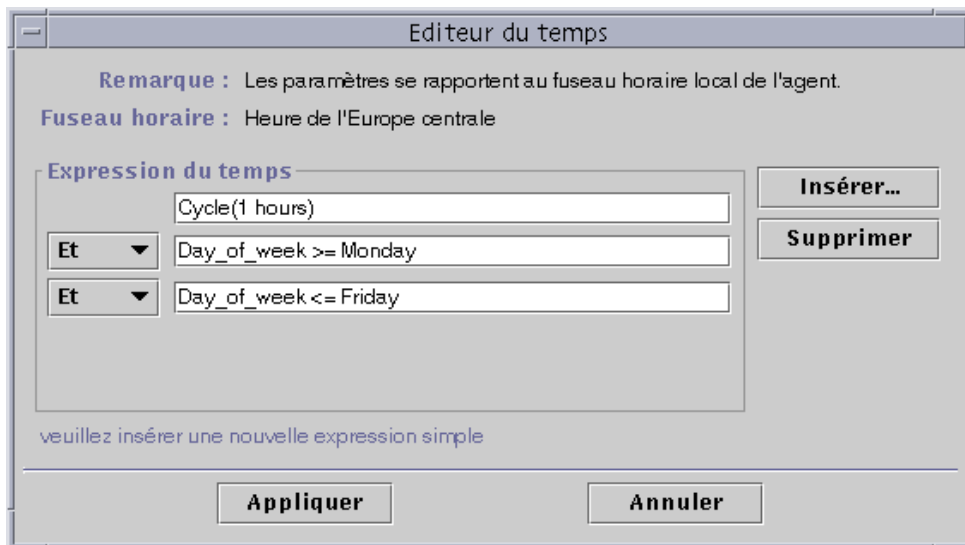 Editeur du temps
Remarque : Les paramètres se rapportent au fuseau horaire local de l'agent.
Fuseau horaire : Heure de l'Europe centrale
Expression du temps
Cycle(1 hours)
Et Day_of_week >= Monday
Et Day_of_week <= Friday
Insérer...
Supprimer
veuillez insérer une nouvelle expression simple
Appliquer Annuler